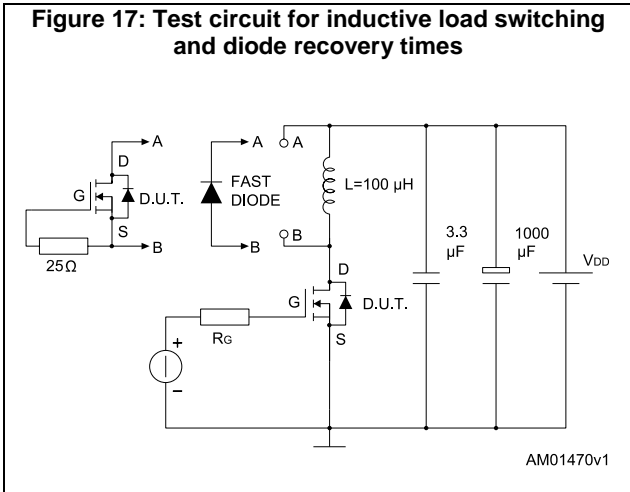 Figure 17: Test circuit for inductive load switching
and diode recovery times
A
D
G
D.U.T.
S
B
25Ω
A
FAST
DIODE
B
A
B
L=100 µH
D
G
D.U.T.
S
RG
+
–
3.3
µF
1000
µF
VDD
AM01470v1